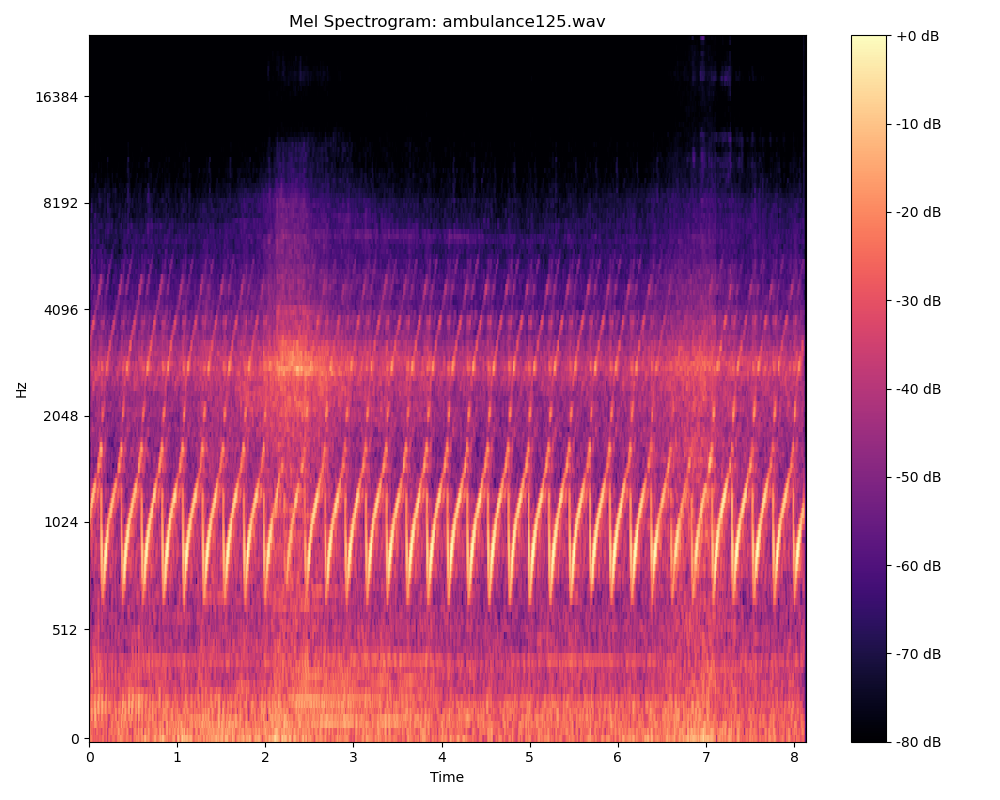 Mel Spectrogram: ambulance125.wav
Hz
16384
8192
4096
2048
1024
512
0
0 1 2 3 4 5 6 7 8
Time
+0 dB
-10 dB
-20 dB
-30 dB
-40 dB
-50 dB
-60 dB
-70 dB
-80 dB